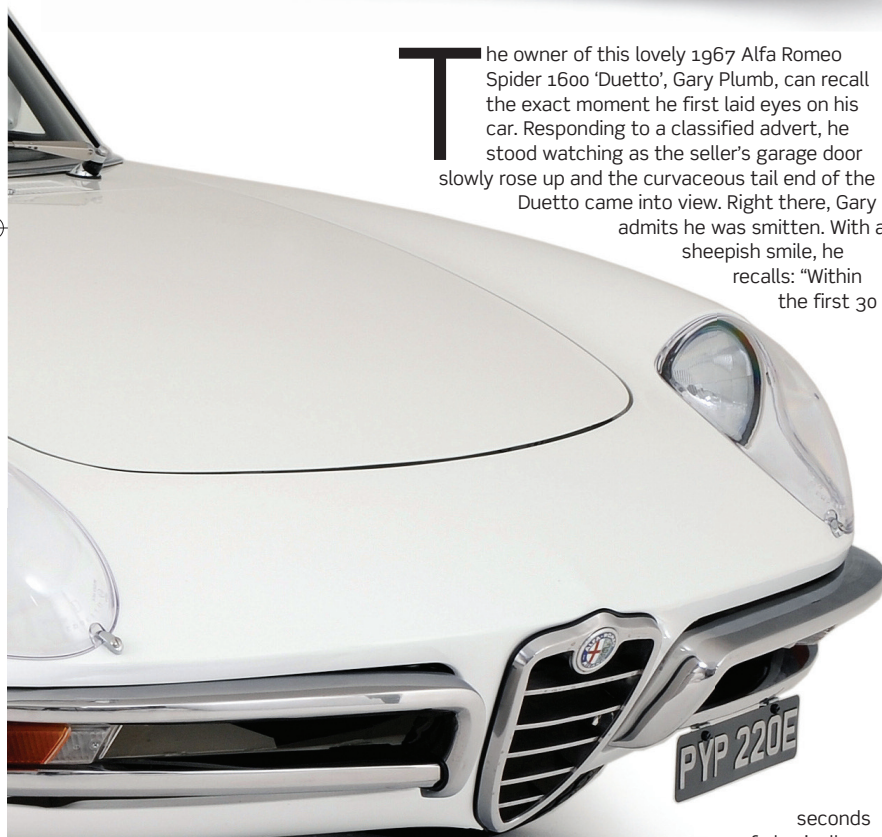 The owner of this lovely 1967 Alfa Romeo
Spider 1600 ‘Duetto’, Gary Plumb, can recall
the exact moment he first laid eyes on his
car. Responding to a classified advert, he
stood watching as the seller’s garage door
slowly rose up and the curvaceous tail end of the
Duetto came into view. Right there, Gary
admits he was smitten. With a
sheepish smile, he
recalls: “Within
the first 30
PYP 220E
seconds